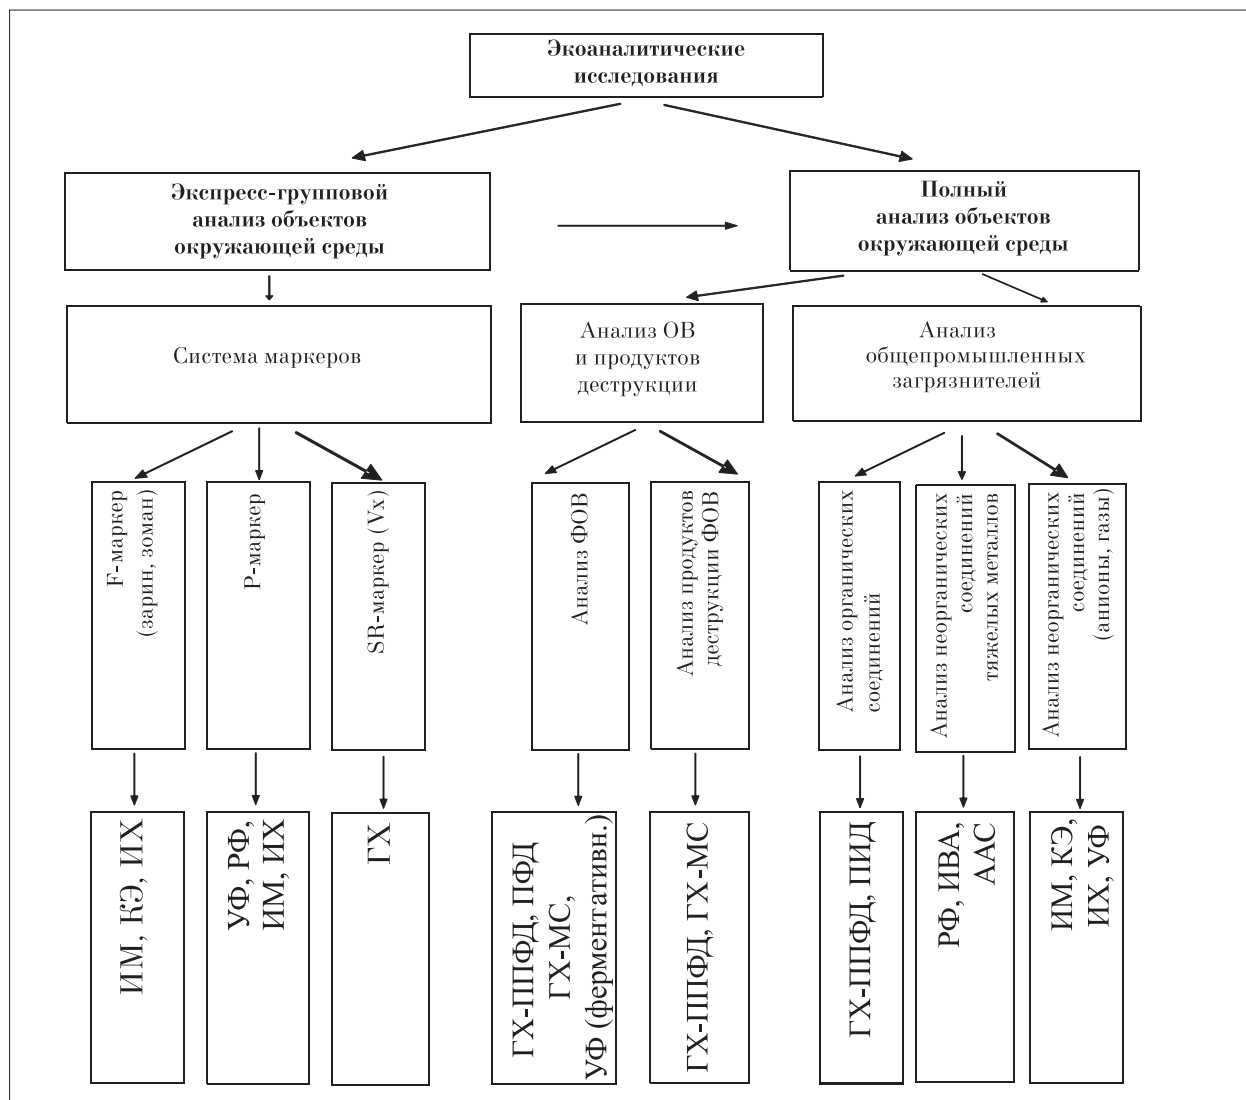 Экоаналитические
исследования
Экспресс-групповой
анализ объектов
окружающей среды
Полный
анализ объектов
окружающей среды
Система маркеров
Анализ ОВ
и продуктов
деструкции
Анализ
общепромышленных
загрязнителей
F-маркер
(зарин, зоман)
Р-маркер
SR-маркер (Vx)
Анализ ФОВ
Анализ продуктов
деструкции ФОВ
Анализ органических
соединений
Анализ неорганических
соединений
тяжелых металлов
Анализ неорганических
соединений
(анионы, газы)
ИМ, КЭ, ИХ
УФ, РФ,
ИМ, ИХ
ГХ
ГХ-ППФД, ПФД
ГХ-МС,
УФ (ферментативн.)
ГХ-ППФД, ГХ-МС
ГХ-ППФД, ПИД
РФ, ИВА,
ААС
ИМ, КЭ,
ИХ, УФ